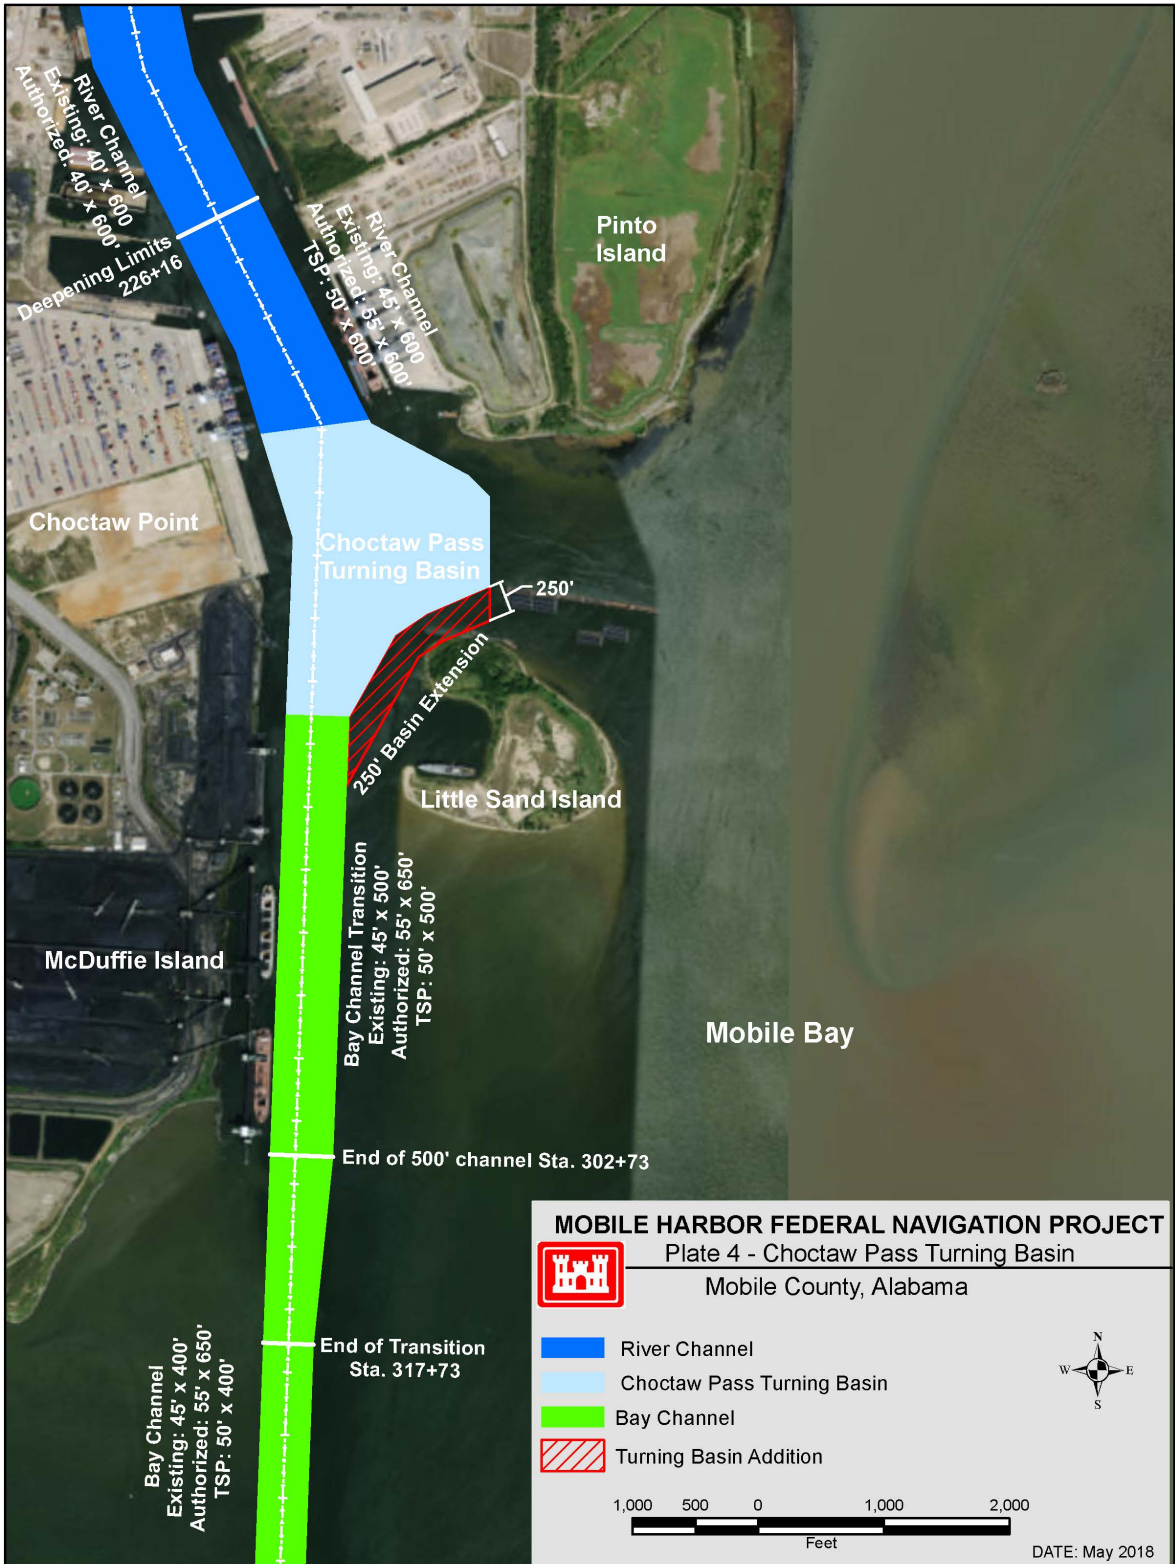 River Channel
Existing: 40' x 600
Authorized: 40' x 600'
Deepening Limits
226+16
River Channel
Existing: 45' x 600
Authorized: 55' x 600'
TSP: 50' x 600'
Pinto
Island
Choctaw Point
Choctaw Pass
Turning Basin
250'
250' Basin Extension
Little Sand Island
Bay Channel Transition
Existing: 45' x 500'
Authorized: 55' x 650'
TSP: 50' x 500'
McDuffie Island
Mobile Bay
End of 500' channel Sta. 302+73
End of Transition
Sta. 317+73
Bay Channel
Existing: 45' x 400'
Authorized: 55' x 650'
TSP: 50' x 400'
MOBILE HARBOR FEDERAL NAVIGATION PROJECT
Plate 4 - Choctaw Pass Turning Basin
Mobile County, Alabama
River Channel
Choctaw Pass Turning Basin
Bay Channel
Turning Basin Addition
N
W E
S
1,000 500 0 1,000 2,000
Feet
DATE: May 2018